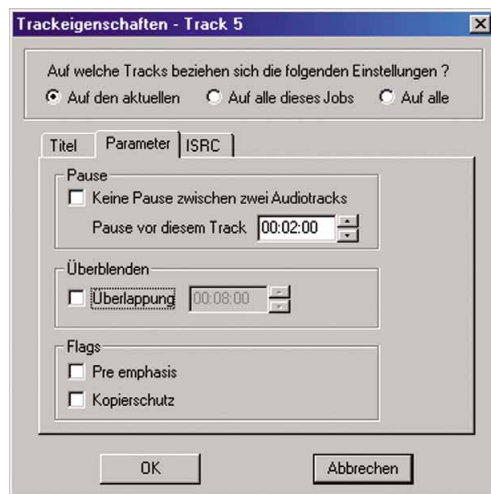 Trackeigenschaften - Track 5
Auf welche Tracks beziehen sich die folgenden Einstellungen ?
Auf den aktuellen Auf alle dieses Jobs Auf alle
Titel Parameter ISRC
Pause
Keine Pause zwischen zwei Audiotracks
Pause vor diesem Track 00:02:00
Überblenden
Überlappung 00:08:00
Flags
Pre emphasis
Kopierschutz
OK Abbrechen